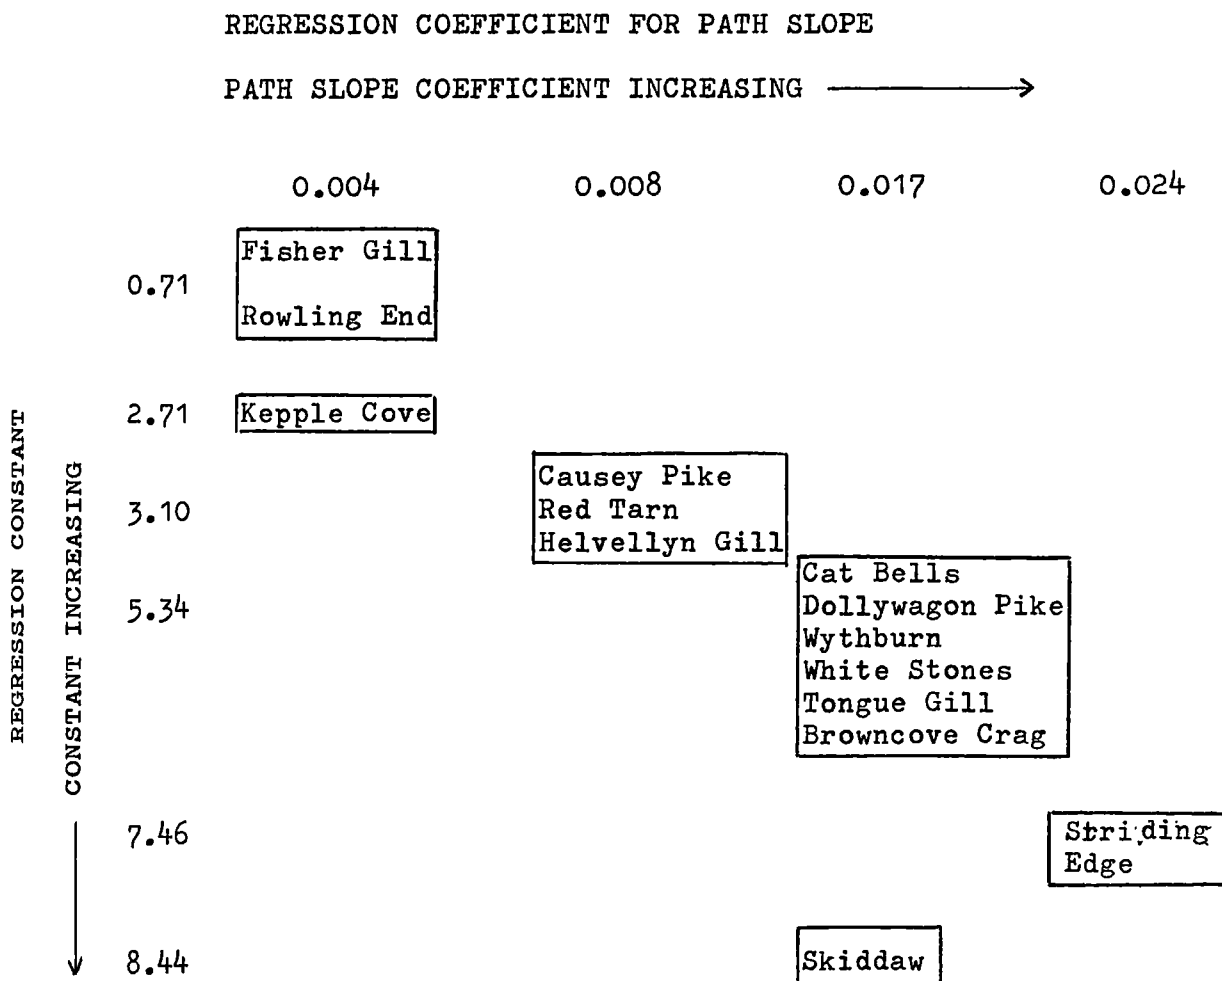 REGRESSION COEFFICIENT FOR PATH SLOPE
PATH SLOPE COEFFICIENT INCREASING
0.004 0.008 0.017 0.024
REGRESSION CONSTANT
CONSTANT INCREASING
0.71
Fisher Gill
Rowling End
2.71 Kepple Cove
3.10
Causey Pike
Red Tarn
Helvellyn Gill
5.34
Cat Bells
Dollywagon Pike
Wythburn
White Stones
Tongue Gill
Browncove Crag
7.46
Striding
Edge
8.44 Skiddaw